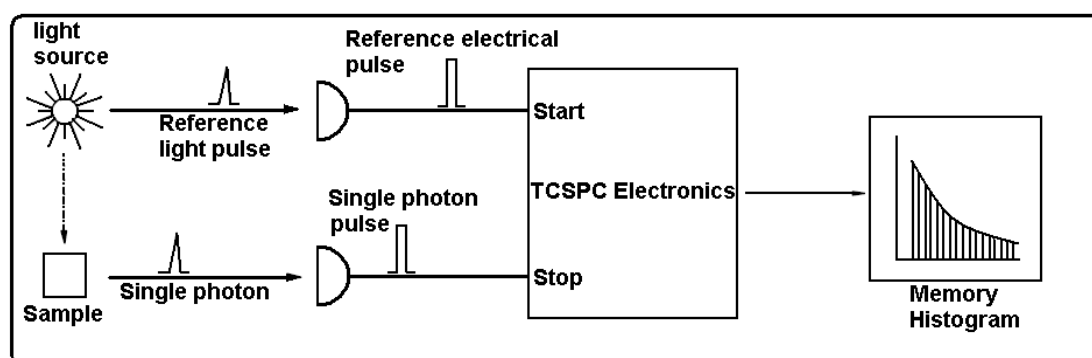 light
source
Reference
light pulse
Reference electrical
pulse
Start
TCSPC Electronics
Single photon
pulse
Stop
Single photon
Sample
Memory
Histogram